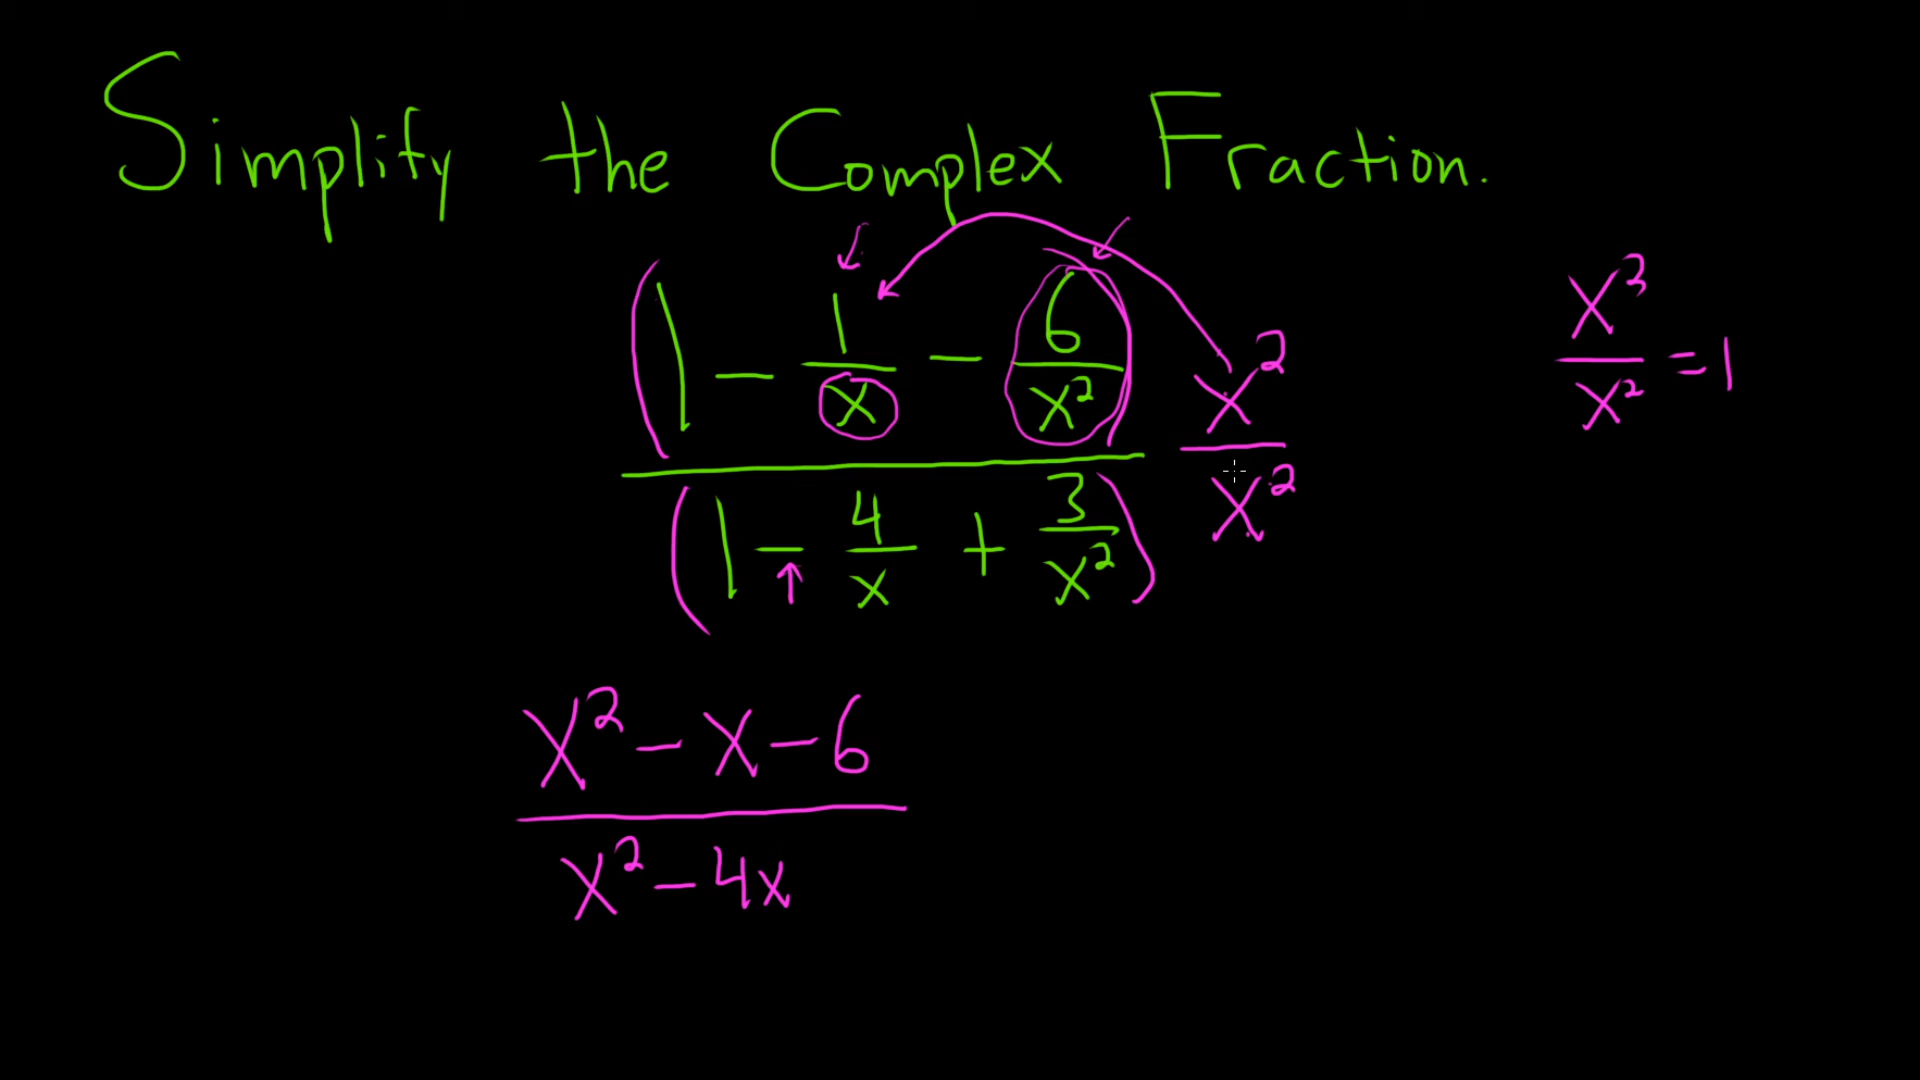 Simplify the Complex Fraction.
(1 - 1/x - 6/x²) x²
(1 - 4/x + 3/x²) x²
x³/x² = 1
x² - x - 6
x² - 4x